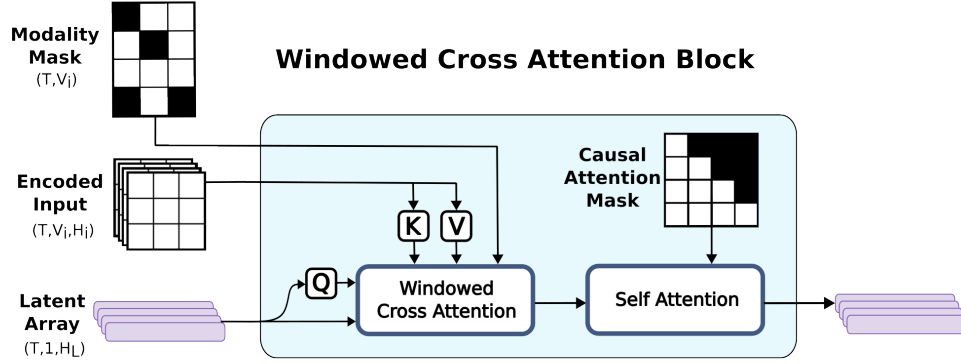 Modality
Mask
(T,Vi)
Windowed Cross Attention Block
Encoded
Input
(T,Vi,Hi)
Causal
Attention
Mask
K
V
Latent
Array
(T,1,HL)
Q
Windowed
Cross Attention
Self Attention